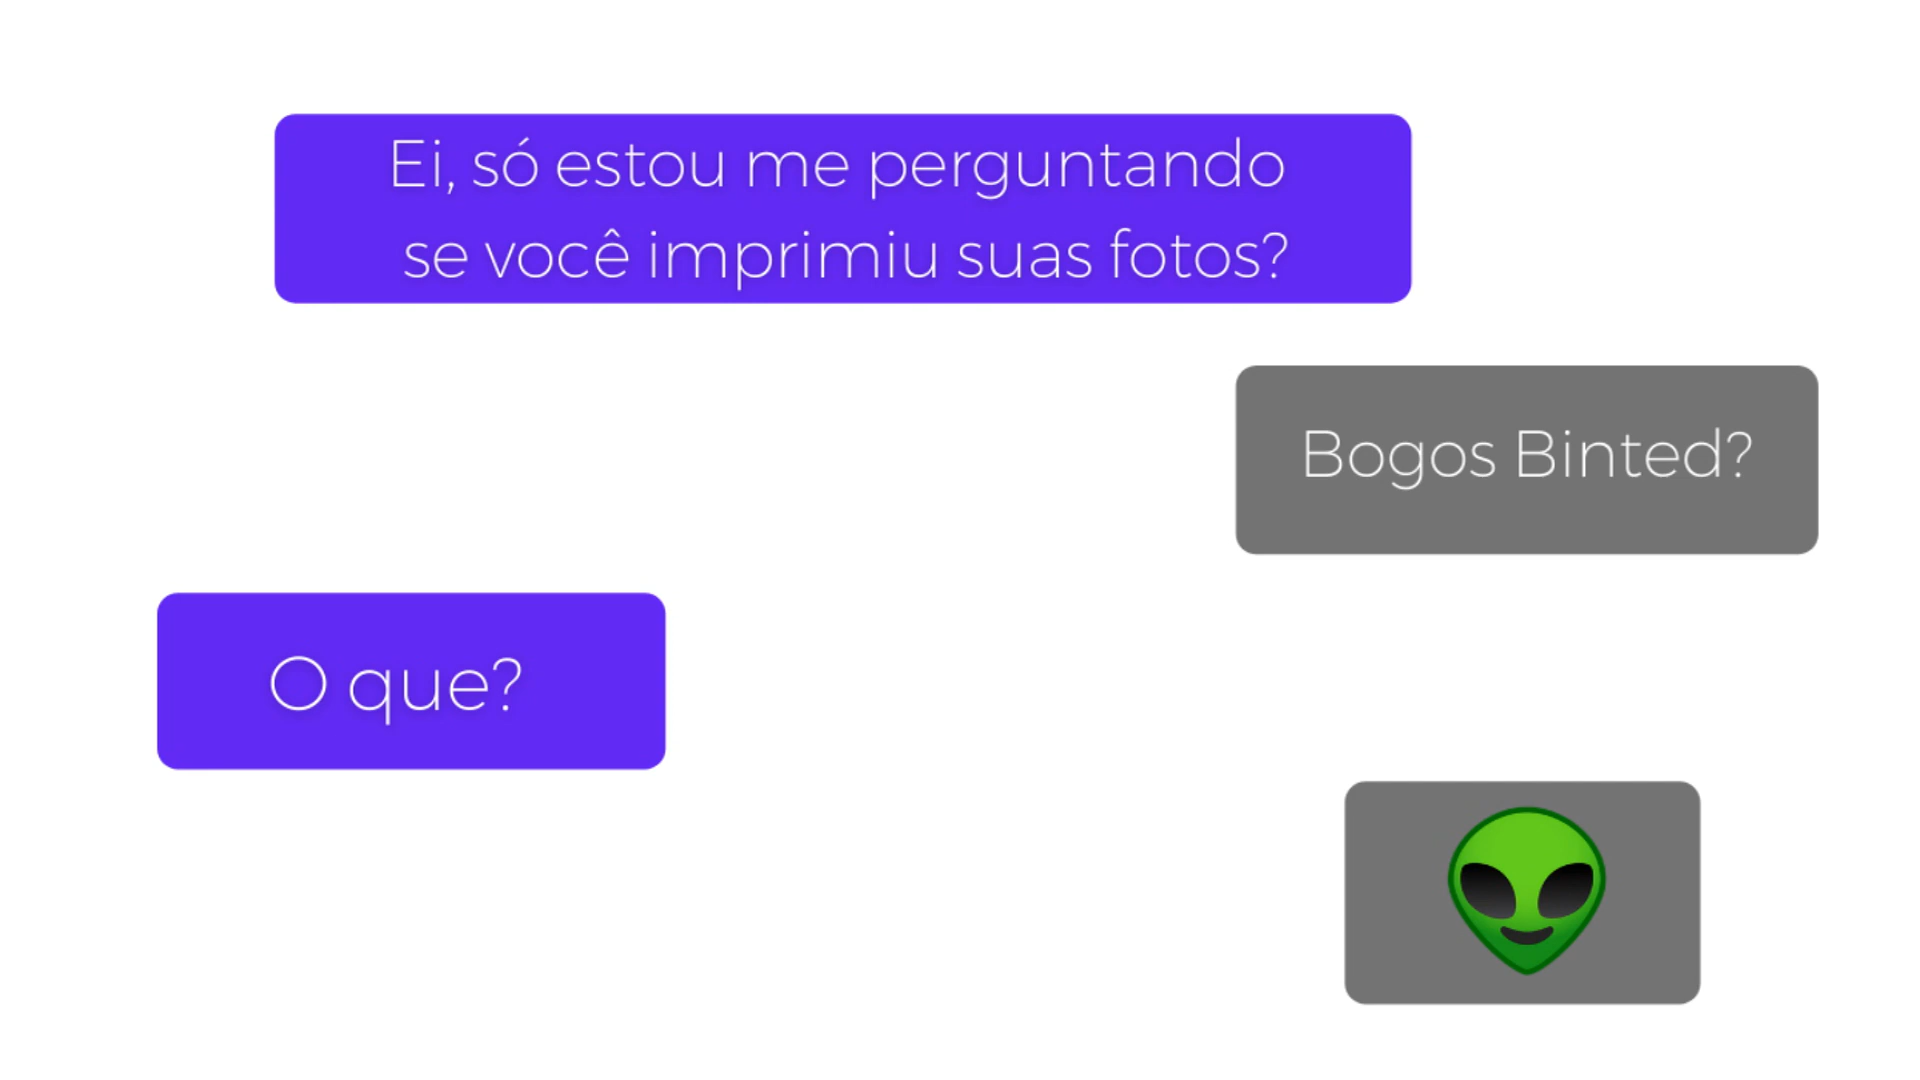 Ei, só estou me perguntando
se você imprimiu suas fotos?
Bogos Binted?
O que?